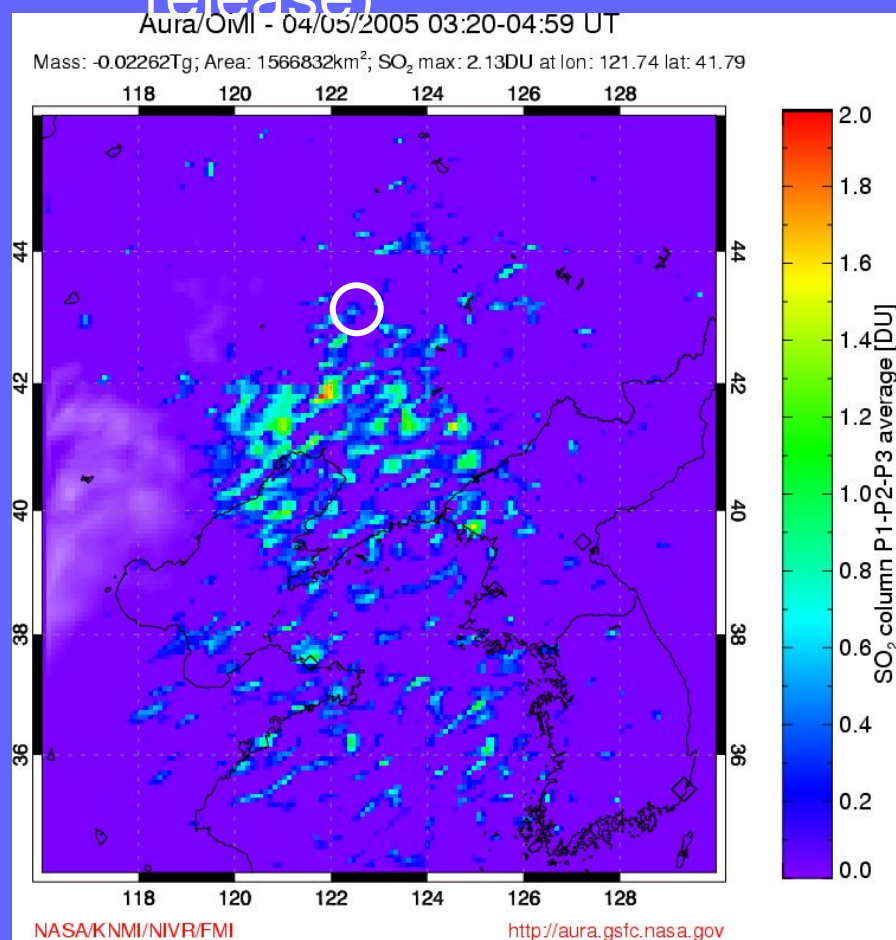 release)
Aura/OMI - 04/05/2005 03:20-04:59 UT
Mass: -0.02262Tg; Area: 1566832km²; SO₂ max: 2.13DU at lon: 121.74 lat: 41.79
118 120 122 124 126 128
44 44
42 42
40 40
38 38
36 36
118 120 122 124 126 128
2.0
1.8
1.6
1.4
1.2
1.0
0.8
0.6
0.4
0.2
0.0
SO₂ column P1-P2-P3 average [DU]
NASA/KNMI/NIVR/FMI http://aura.gsfc.nasa.gov